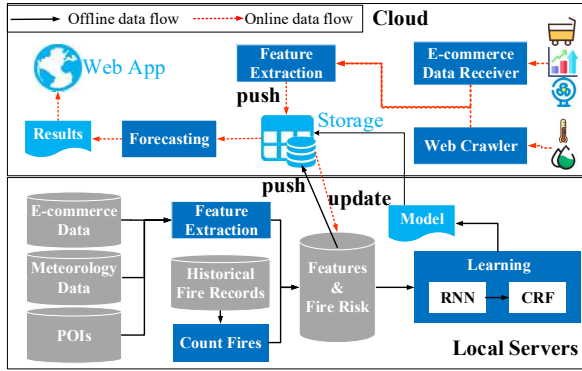 Offline data flow
Online data flow
Cloud
Web App
Feature
Extraction
E-commerce
Data Receiver
push
Storage
Results
Forecasting
Web Crawler
push
update
E-commerce
Data
Feature
Extraction
Model
Meteorology
Data
Historical
Fire Records
Features
&
Fire Risk
Learning
RNN
CRF
POIs
Count Fires
Local Servers